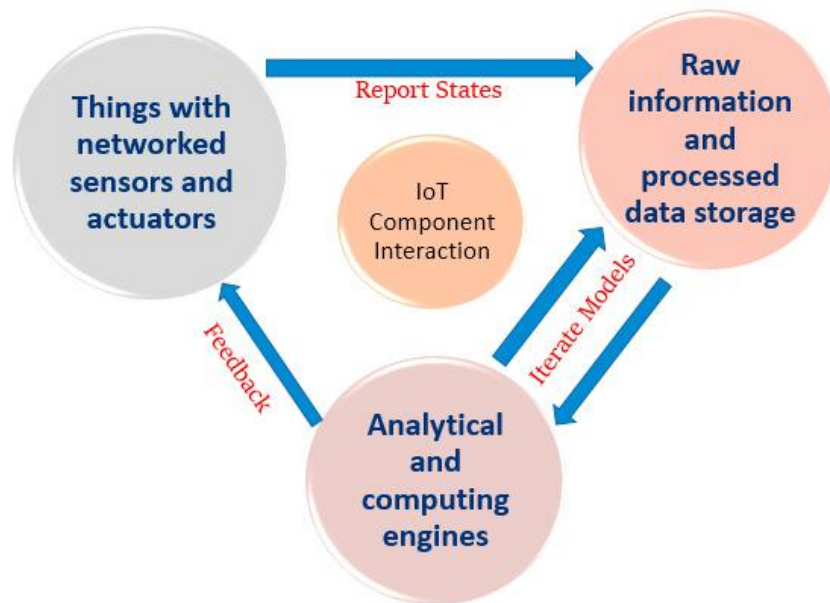 Things with
networked
sensors and
actuators
Report States
Raw
information
and
processed
data storage
IoT
Component
Interaction
Iterate Models
Feedback
Analytical
and
computing
engines